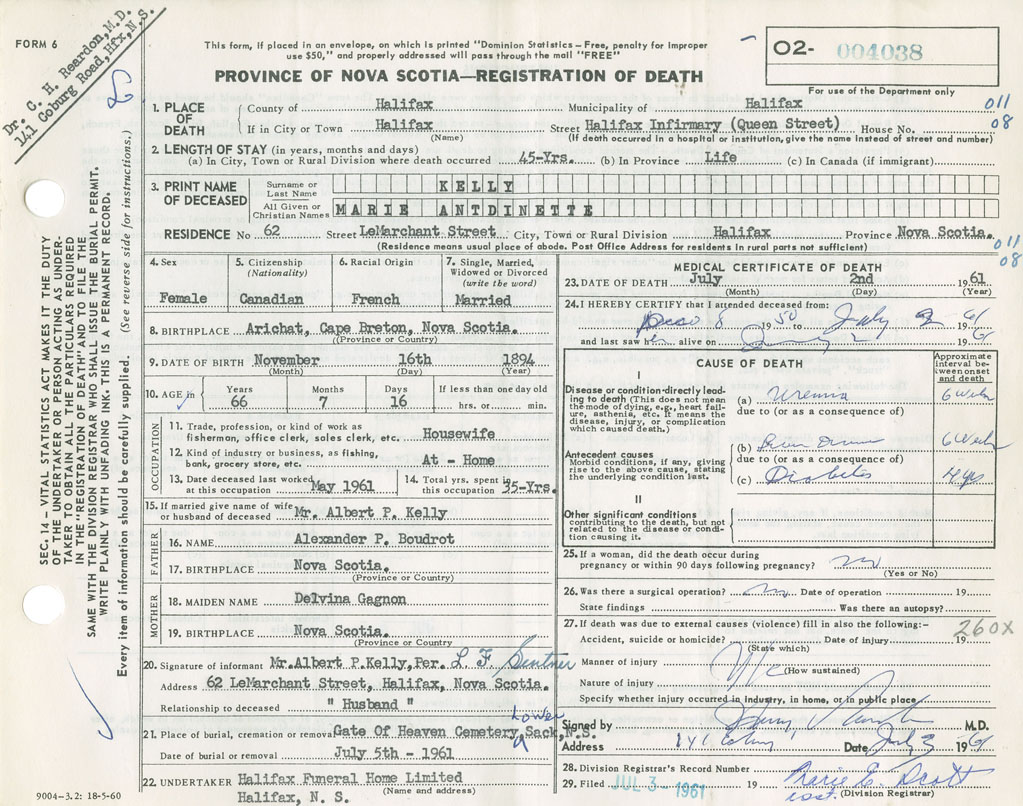 Dr. C. H. Reardon, M.D.
141 Coburg Road, Hfx, N.S.
FORM 6
This form, if placed in an envelope, on which is printed "Dominion Statistics – Free, penalty for improper
use $50," and properly addressed will pass through the mail "FREE"
PROVINCE OF NOVA SCOTIA—REGISTRATION OF DEATH
02- 004038
For use of the Department only
1. PLACE OF DEATH
County of Halifax Municipality of Halifax 011
If in City or Town Halifax (Name) Street Halifax Infirmary (Queen Street) House No. 08
(If death occurred in a hospital or institution, give the name instead of street and number)
2. LENGTH OF STAY (in years, months and days)
(a) In City, Town or Rural Division where death occurred 45-Yrs. (b) In Province Life (c) In Canada (if immigrant)
3. PRINT NAME OF DECEASED
Surname or Last Name KELLY
All Given or Christian Names MARIE ANTOINETTE
RESIDENCE No 62 Street LeMarchant Street City, Town or Rural Division Halifax Province Nova Scotia.
(Residence means usual place of abode. Post Office Address for residents in rural parts not sufficient)
011
08
4. Sex
Female
5. Citizenship (Nationality)
Canadian
6. Racial Origin
French
7. Single, Married, Widowed or Divorced (write the word)
Married
8. BIRTHPLACE Arichat, Cape Breton, Nova Scotia.
(Province or Country)
9. DATE OF BIRTH November 16th 1894
(Month) (Day) (Year)
10. AGE in Years 66 Months 7 Days 16 If less than one day old hrs. or min.
OCCUPATION
11. Trade, profession, or kind of work as fisherman, office clerk, sales clerk, etc. Housewife
12. Kind of industry or business, as fishing, bank, grocery store, etc. At - Home
13. Date deceased last worked at this occupation May 1961
14. Total yrs. spent in this occupation 35-Yrs.
15. If married give name of wife or husband of deceased Mr. Albert P. Kelly
FATHER
16. NAME Alexander P. Boudrot
17. BIRTHPLACE Nova Scotia.
(Province or Country)
MOTHER
18. MAIDEN NAME Delvina Gagnon
19. BIRTHPLACE Nova Scotia.
(Province or Country)
20. Signature of informant Mr.Albert P.Kelly,Per. L F Sentner
Address 62 LeMarchant Street, Halifax, Nova Scotia.
Relationship to deceased " Husband "
Lower
21. Place of burial, cremation or removal Gate Of Heaven Cemetery,Sack,N.S.
Date of burial or removal July 5th - 1961
22. UNDERTAKER Halifax Funeral Home Limited
(Name and address)
Halifax, N. S.
9004-3.2: 18-5-60
MEDICAL CERTIFICATE OF DEATH
23. DATE OF DEATH July 2nd 1961
(Month) (Day) (Year)
24. I HEREBY CERTIFY that I attended deceased from:
Dec 8 1950 to July 2 1961
and last saw her alive on July 2 1961
CAUSE OF DEATH
Approximate interval between onset and death
I
Disease or condition directly leading to death (This does not mean the mode of dying, e.g., heart failure, asthenia, etc. It means the disease, injury, or complication which caused death.)
(a) Uremia 6 weeks
due to (or as a consequence of)
Antecedent causes
Morbid conditions, if any, giving rise to the above cause, stating the underlying condition last.
(b) 6 weeks
due to (or as a consequence of)
(c) Diabetes 4 yrs
II
Other significant conditions
contributing to the death, but not related to the disease or condition causing it.
25. If a woman, did the death occur during pregnancy or within 90 days following pregnancy? no
(Yes or No)
26. Was there a surgical operation? no Date of operation 19
State findings Was there an autopsy?
27. If death was due to external causes (violence) fill in also the following:–
260X
Accident, suicide or homicide? Date of injury 19
(State which)
Manner of injury
(How sustained)
Nature of injury
Specify whether injury occurred in industry, in home, or in public place
Signed by M.D.
Address 141 Coburg Date July 3 1961
28. Division Registrar's Record Number
29. Filed JUL 3 1961 19 Marie E. Scott
(Division Registrar)
SEC. 14 – VITAL STATISTICS ACT MAKES IT THE DUTY
OF THE UNDERTAKER OR PERSON ACTING AS UNDER-
TAKER TO OBTAIN ALL THE PARTICULARS REQUIRED
IN THE "REGISTRATION OF DEATH" AND TO FILE THE
SAME WITH THE DIVISION REGISTRAR WHO SHALL ISSUE THE BURIAL PERMIT.
WRITE PLAINLY WITH UNFADING INK. THIS IS A PERMANENT RECORD.
Every item of information should be carefully supplied. (See reverse side for instructions.)